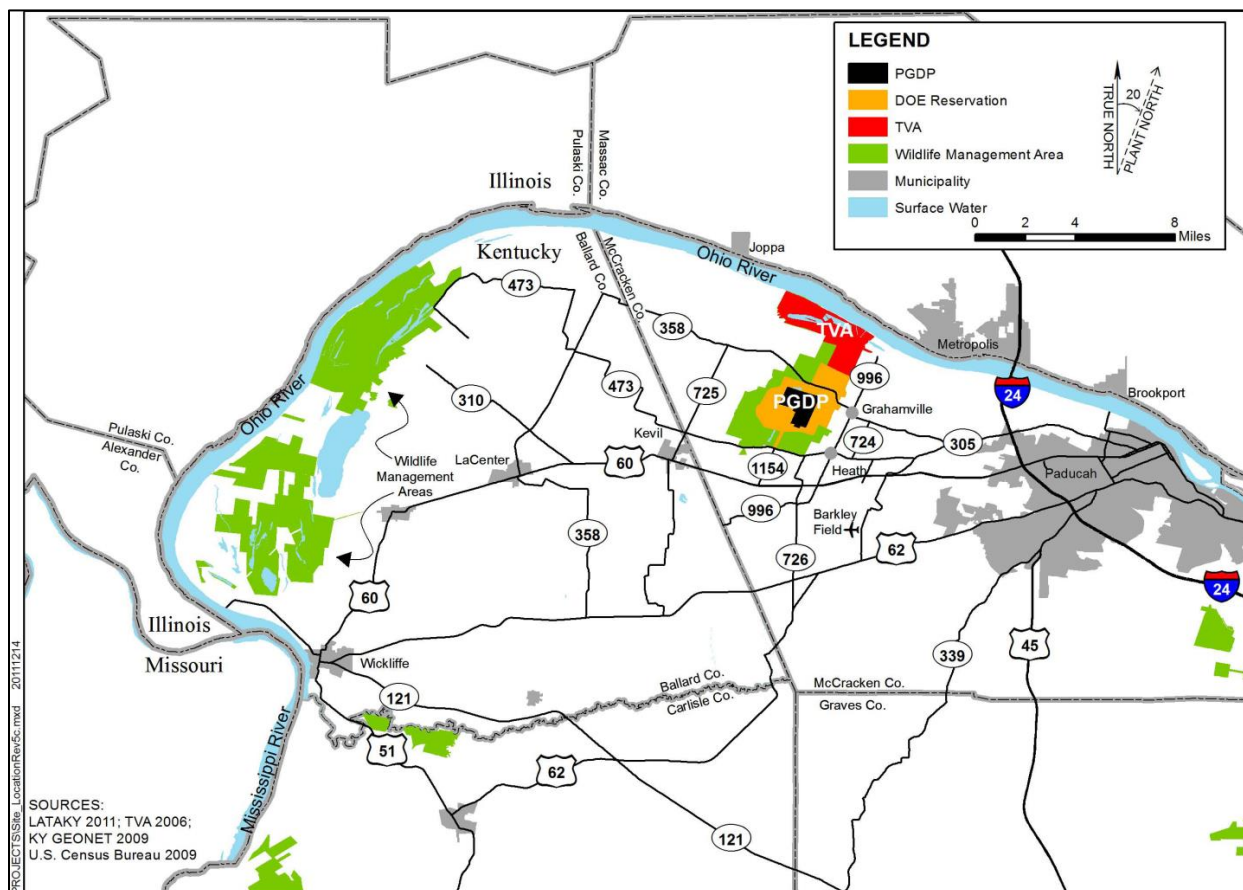 LEGEND
PGDP
DOE Reservation
TVA
Wildlife Management Area
Municipality
Surface Water
TRUE NORTH
20
PLANT NORTH
0 2 4 8
Miles
Pulaski Co.
Massac Co.
Illinois
Kentucky
Ballard Co.
McCracken Co.
Ohio River
Joppa
473
358
TVA
Metropolis
996
24
Brookport
Ohio River
310
473
725
PGDP
Grahamville
Pulaski Co.
Alexander
Co.
Wildlife
Management
Areas
LaCenter
Kevil
60
1154
724
Heath
305
Paducah
996
Barkley
Field
358
726
62
60
24
Illinois
Missouri
Wickliffe
45
339
121
Ballard Co.
Carlisle Co.
McCracken Co.
Graves Co.
51
62
Mississippi River
121
SOURCES:
LATAKY 2011; TVA 2006;
KY GEONET 2009
U.S. Census Bureau 2009
PROJECTS\Site_LocationRev5c.mxd 20111214